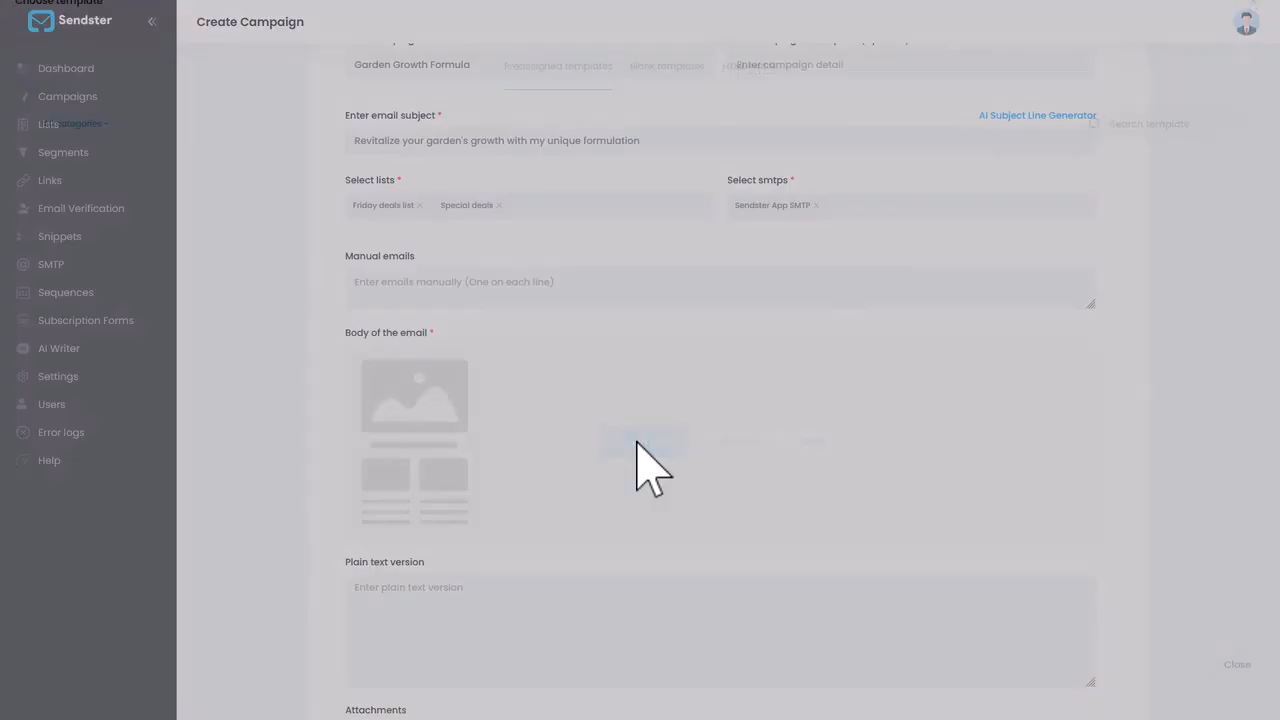 Choose template
Sendster
Create Campaign
Dashboard
Campaigns
Lists
categories
Segments
Links
Email Verification
Snippets
SMTP
Sequences
Subscription Forms
AI Writer
Settings
Users
Error logs
Help
Garden Growth Formula
Preassigned templates
More templates
Enter campaign detail
Enter email subject *
AI Subject Line Generator
Search template
Revitalize your garden's growth with my unique formulation
Select lists *
Select smtps *
Friday deals list ×
Special deals ×
Sendster App SMTP ×
Manual emails
Enter emails manually (One on each line)
Body of the email *
Plain text version
Enter plain text version
Close
Attachments